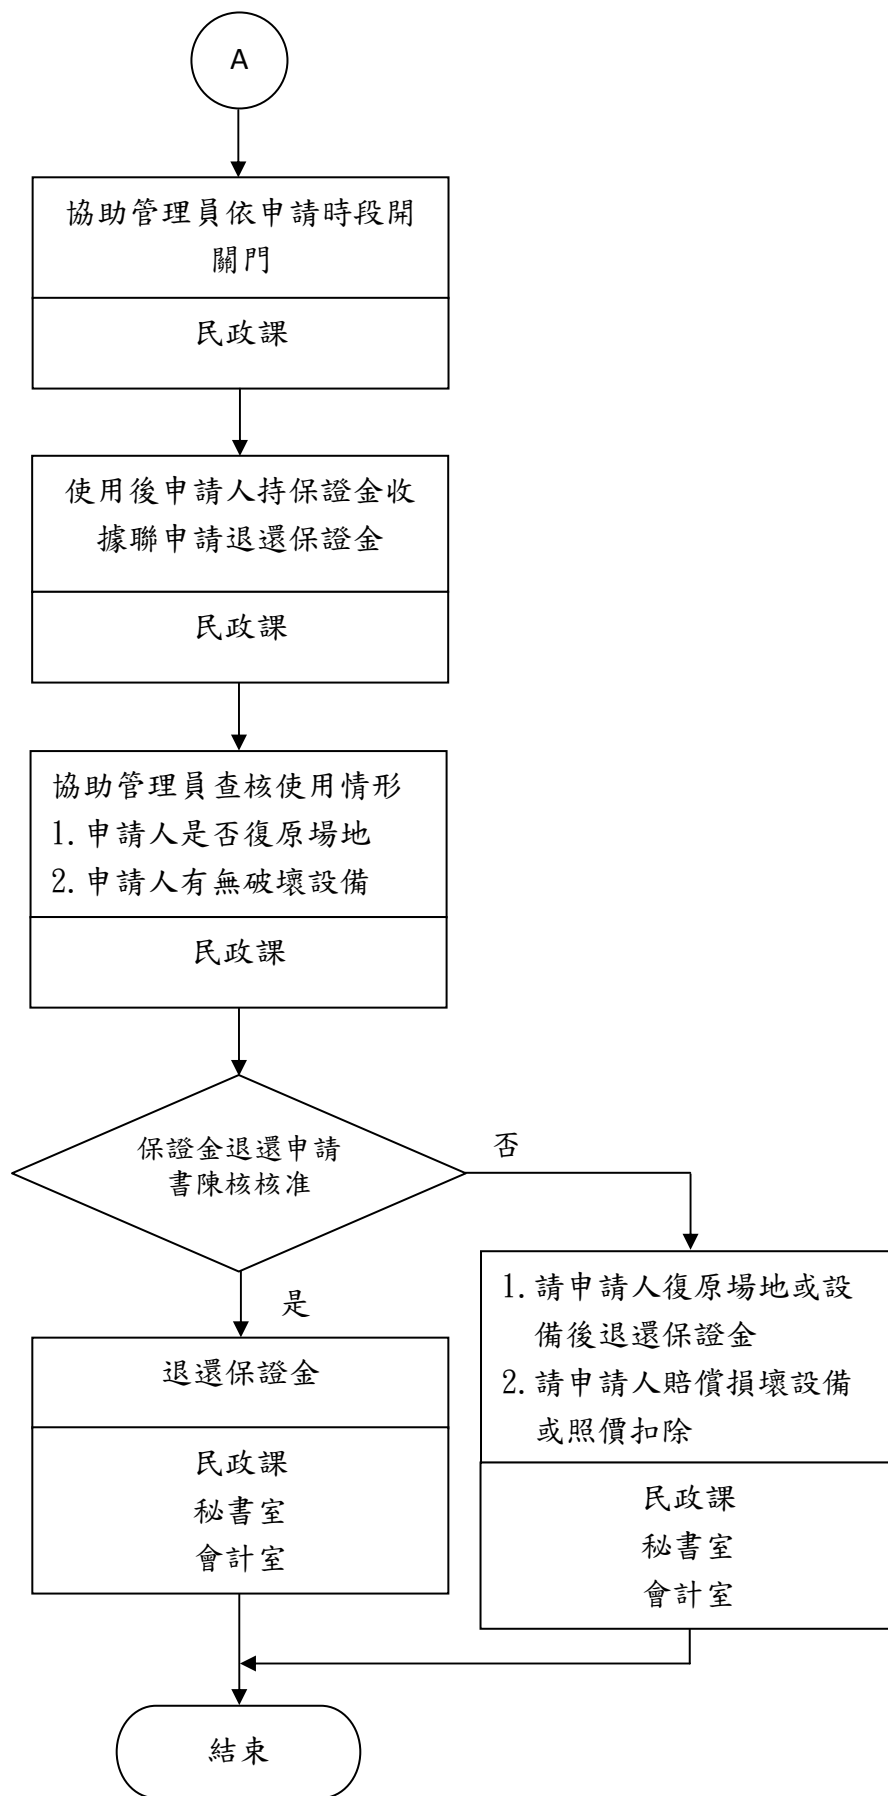 A
協助管理員依申請時段開
關門
民政課
使用後申請人持保證金收
據聯申請退還保證金
民政課
協助管理員查核使用情形
1.申請人是否復原場地
2.申請人有無破壞設備
民政課
保證金退還申請
書陳核核准
否
是
1.請申請人復原場地或設
備後退還保證金
2.請申請人賠償損壞設備
或照價扣除
民政課
秘書室
會計室
退還保證金
民政課
秘書室
會計室
結束